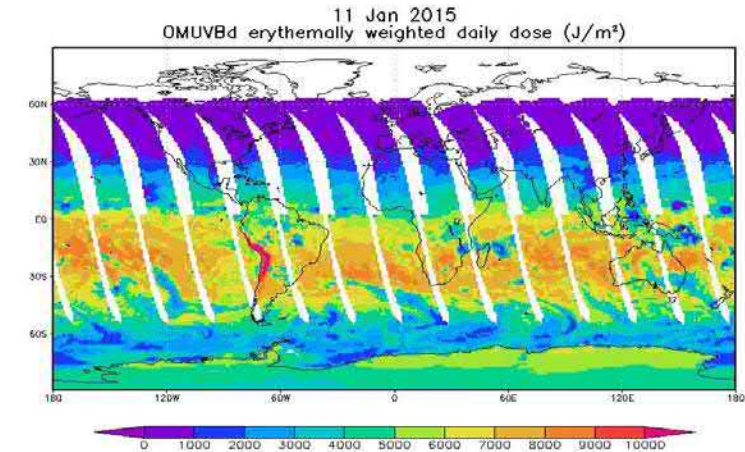 11 Jan 2015
OMUVBd erythemally weighted daily dose (J/m²)
60N
30N
EQ
30S
60S
180 120W 60W 0 60E 120E 180
0 1000 2000 3000 4000 5000 6000 7000 8000 9000 10000